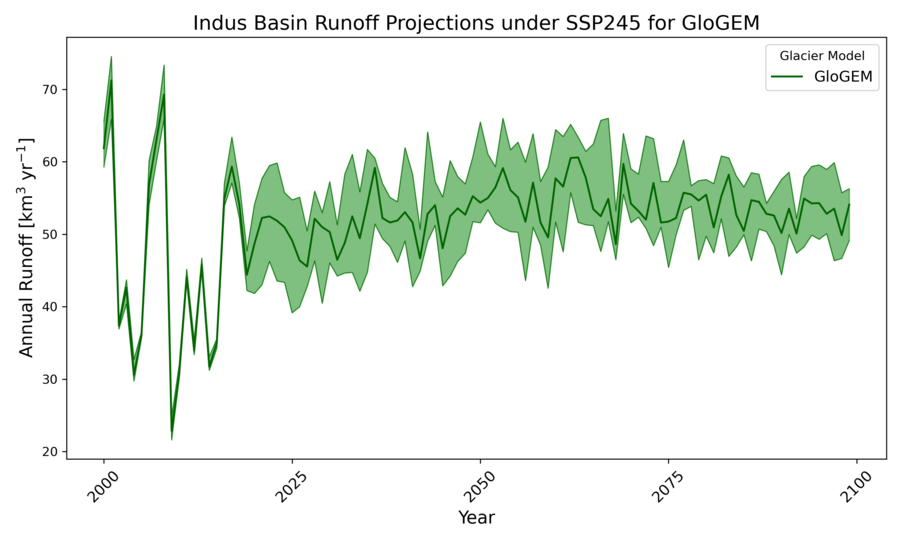 Indus Basin Runoff Projections under SSP245 for GloGEM
Glacier Model
GloGEM
Annual Runoff [km³ yr⁻¹]
70
60
50
40
30
20
2000
2025
2050
2075
2100
Year